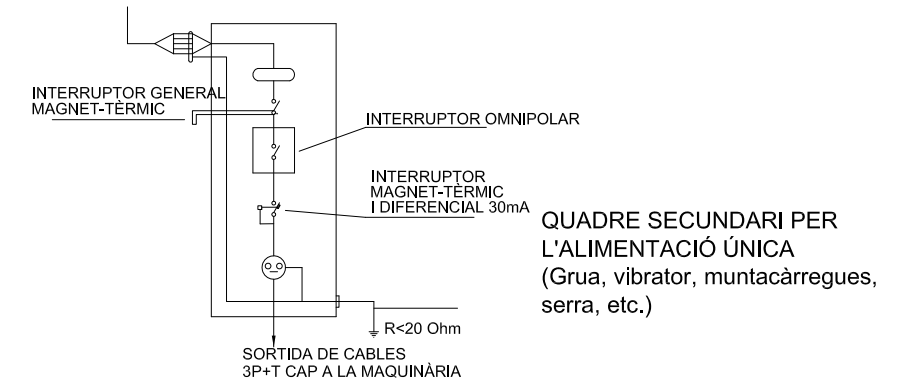 INTERRUPTOR GENERAL
MAGNET-TÈRMIC
INTERRUPTOR OMNIPOLAR
INTERRUPTOR
MAGNET-TÈRMIC
I DIFERENCIAL 30mA
QUADRE SECUNDARI PER
L'ALIMENTACIÓ ÚNICA
(Grua, vibrator, muntacàrregues,
serra, etc.)
R<20 Ohm
SORTIDA DE CABLES
3P+T CAP A LA MAQUINÀRIA